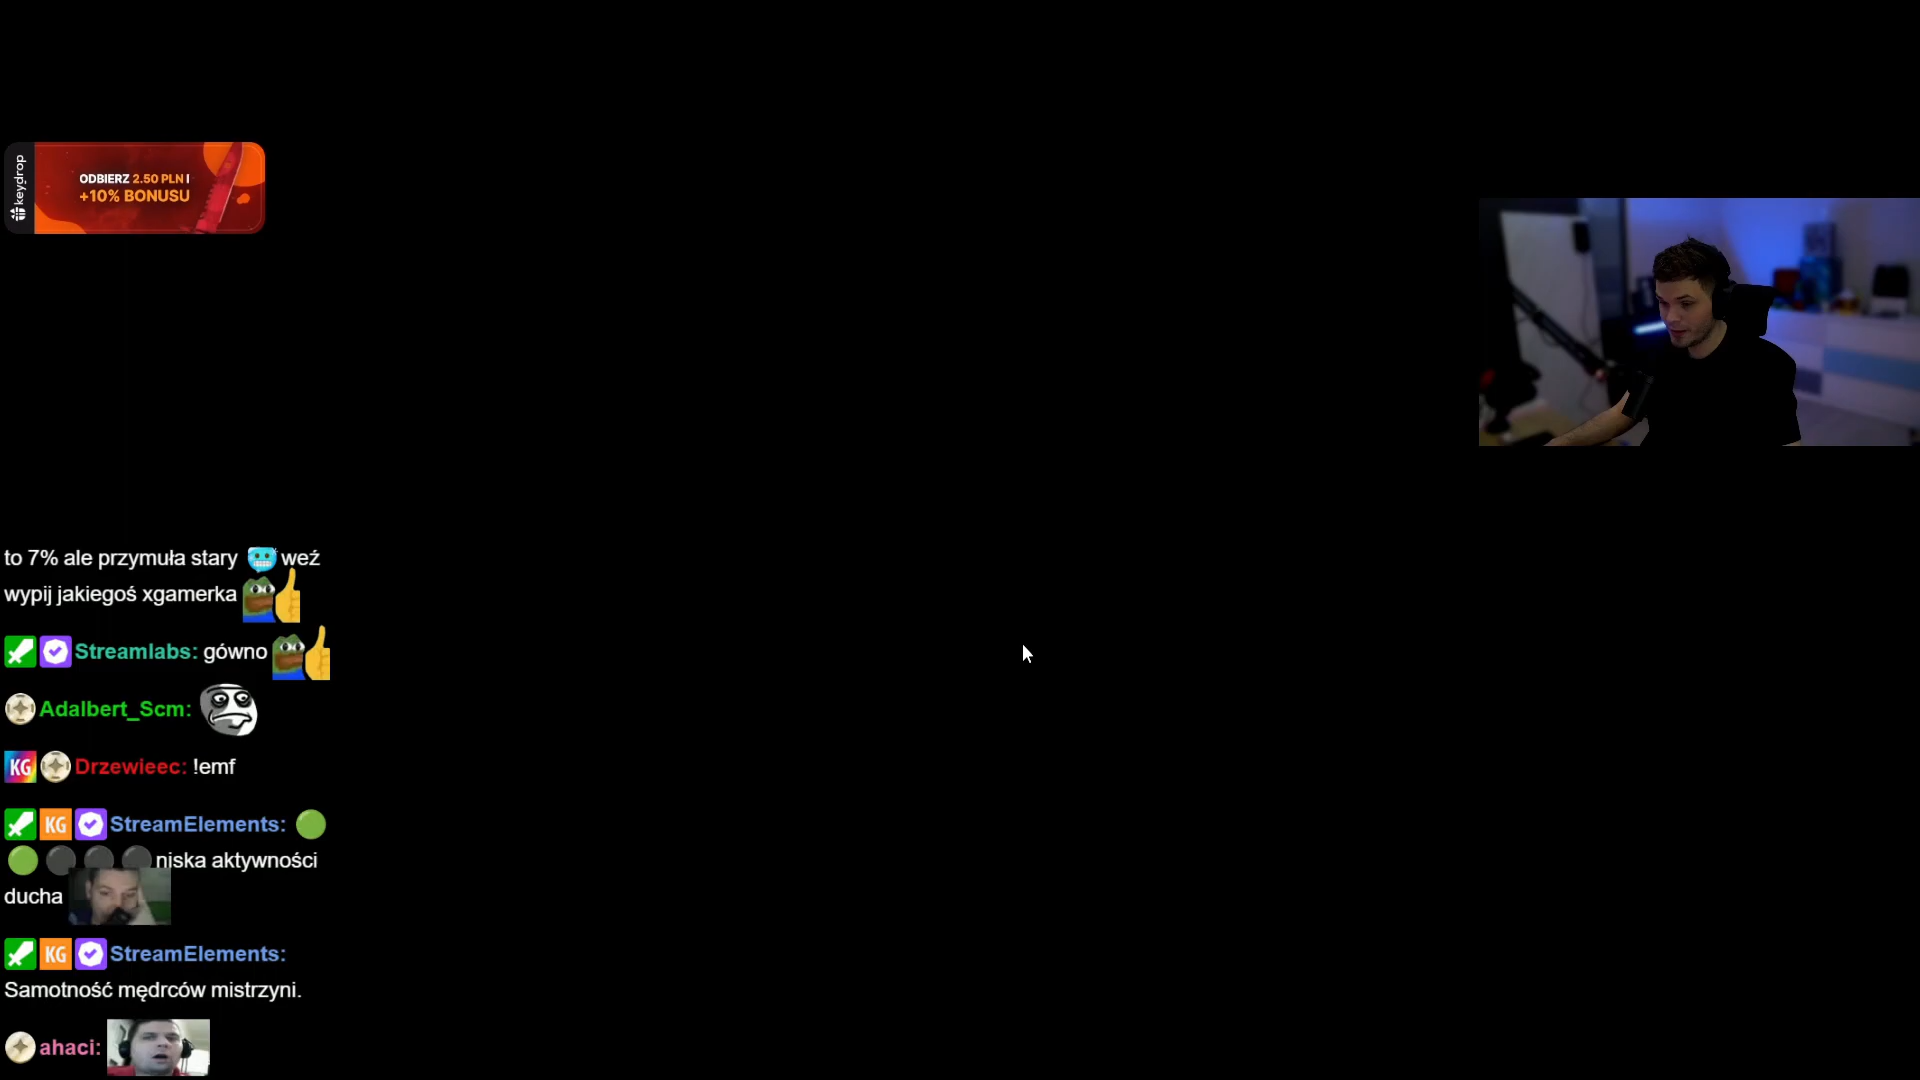 keydrop
ODBIERZ 2.50 PLN I
+10% BONUSU
to 7% ale przymuła stary weź
wypij jakiegoś xgamerka
Streamlabs: gówno
Adalbert_Scm:
KG Drzewieec: !emf
KG StreamElements:
niska aktywności
ducha
KG StreamElements:
Samotność mędrców mistrzyni.
ahaci: